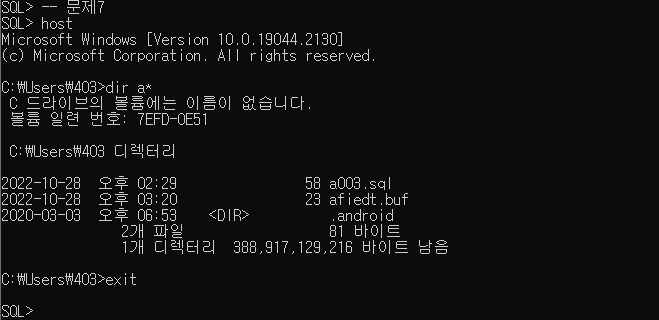 SQL> -- 문제7
SQL> host
Microsoft Windows [Version 10.0.19044.2130]
(c) Microsoft Corporation. All rights reserved.
C:₩Users₩403>dir a*
C 드라이브의 볼륨에는 이름이 없습니다.
볼륨 일련 번호: 7EFD-0E51
C:₩Users₩403 디렉터리
2022-10-28  오후 02:29                58 a003.sql
2022-10-28  오후 03:20                23 afiedt.buf
2020-03-03  오후 06:53    <DIR>          .android
2개 파일                  81 바이트
1개 디렉터리  388,917,129,216 바이트 남음
C:₩Users₩403>exit
SQL>